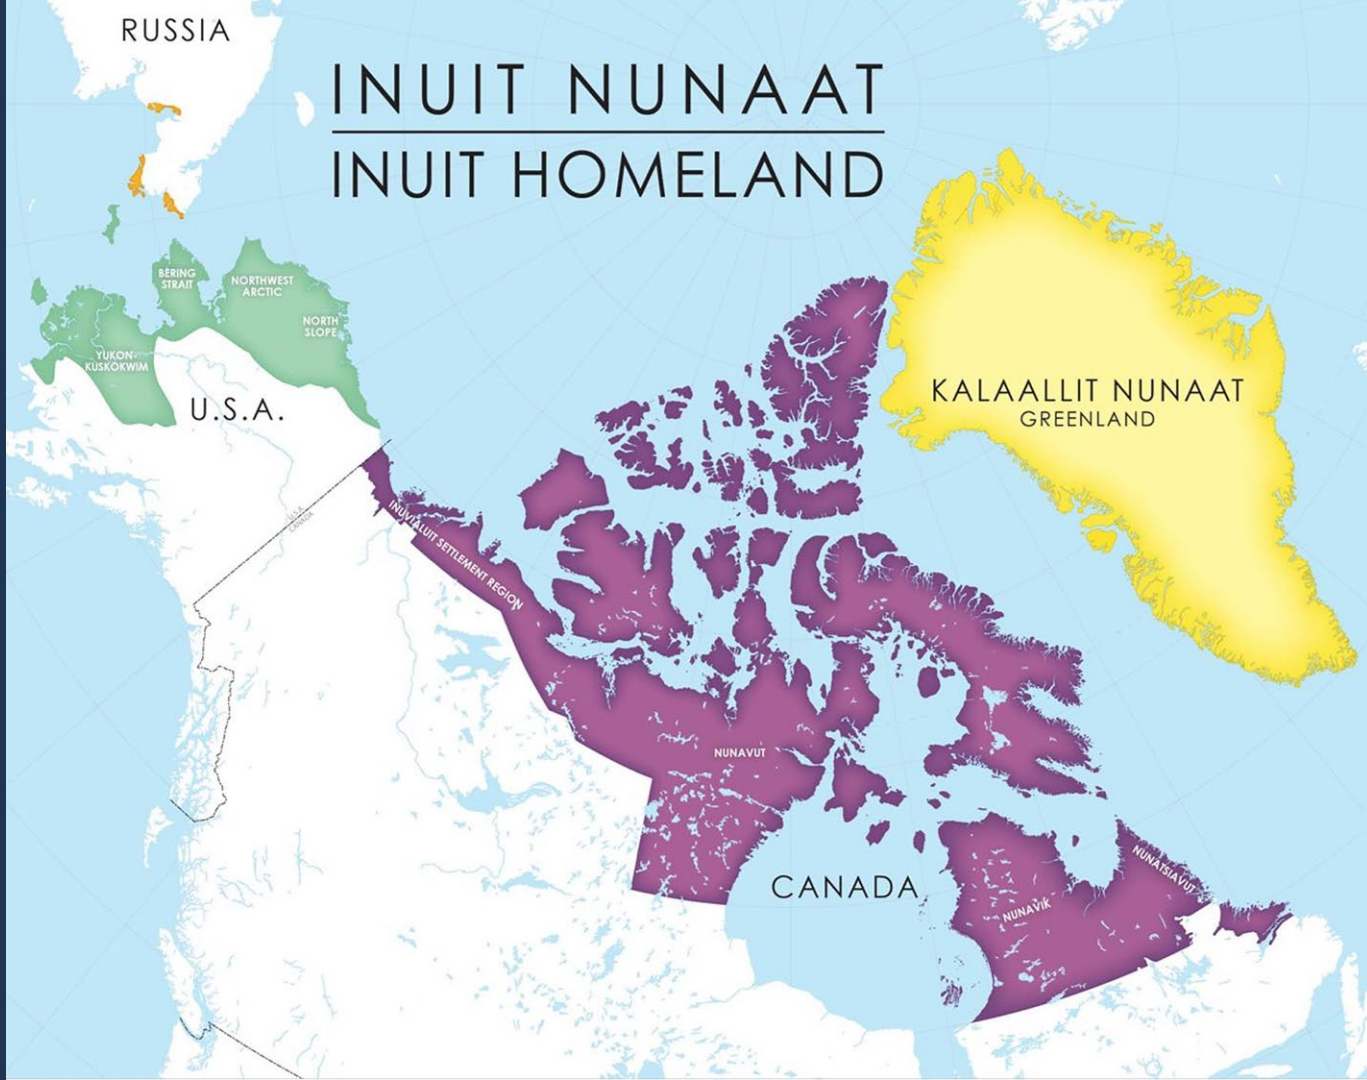 RUSSIA
INUIT NUNAAT
INUIT HOMELAND
BERING
STRAIT
NORTHWEST
ARCTIC
NORTH
SLOPE
YUKON-
KUSKOKWIM
U.S.A.
KALAALLIT NUNAAT
GREENLAND
U.S.A.
CANADA
INUVIALUIT SETTLEMENT REGION
NUNAVUT
CANADA
NUNATSIAVUT
NUNAVIK